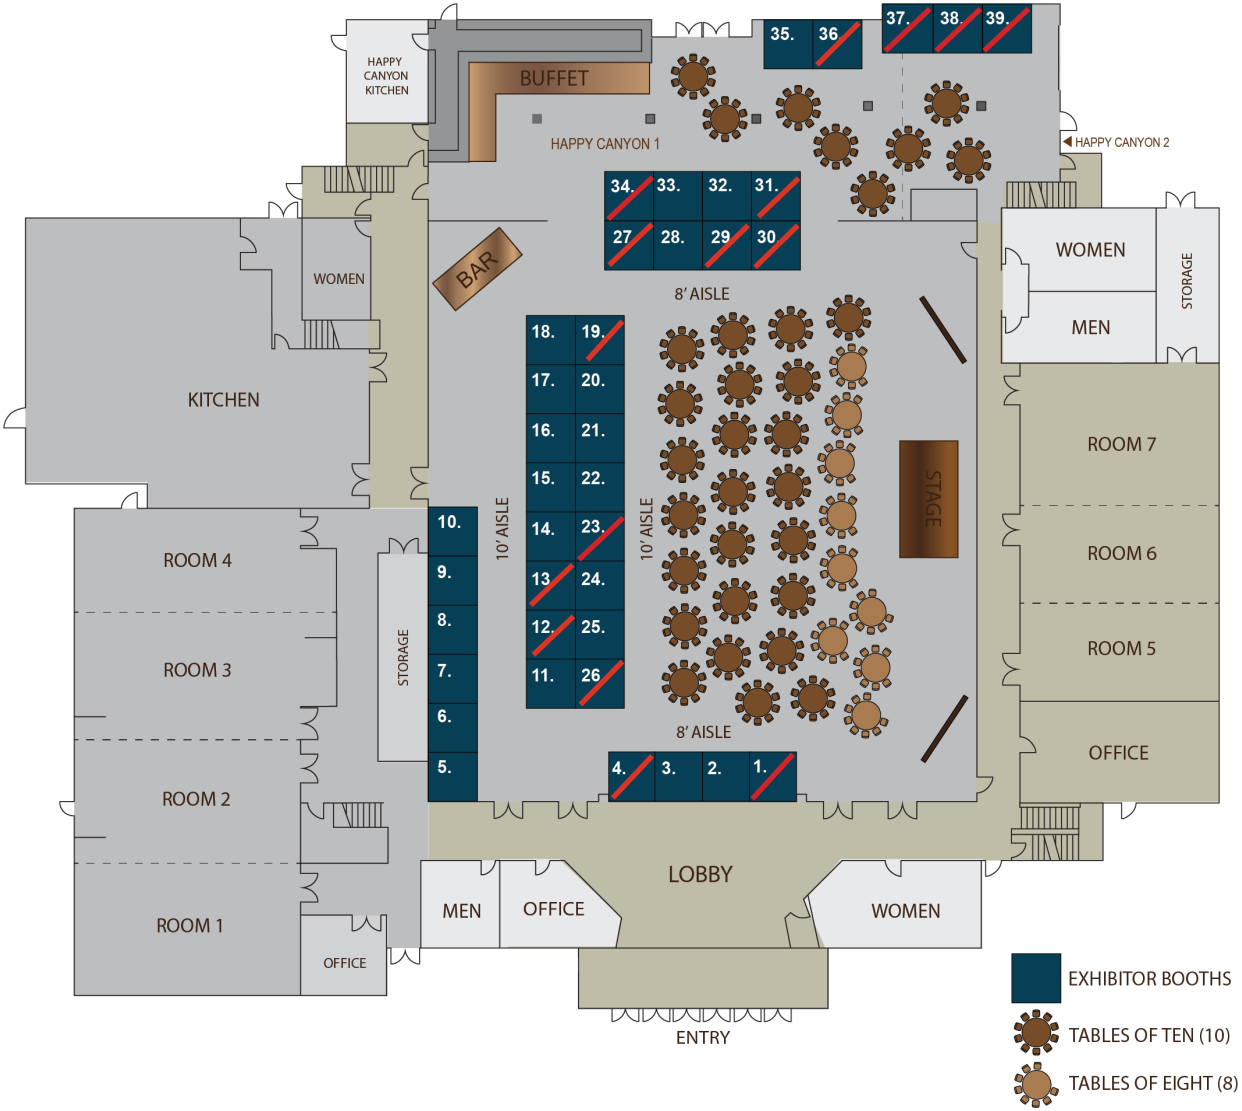 37. 38. 39.
35. 36.
HAPPY
CANYON
KITCHEN
BUFFET
HAPPY CANYON 1
HAPPY CANYON 2
34. 33. 32. 31.
27. 28. 29. 30.
WOMEN
BAR
8' AISLE
WOMEN
MEN
STORAGE
KITCHEN
18. 19.
17. 20.
16. 21.
15. 22.
14. 23.
13. 24.
12. 25.
11. 26.
10' AISLE
10' AISLE
STAGE
ROOM 7
ROOM 6
ROOM 5
OFFICE
10.
9.
8.
7.
6.
5.
ROOM 4
ROOM 3
ROOM 2
ROOM 1
STORAGE
OFFICE
8' AISLE
4. 3. 2. 1.
LOBBY
MEN
OFFICE
WOMEN
ENTRY
EXHIBITOR BOOTHS
TABLES OF TEN (10)
TABLES OF EIGHT (8)